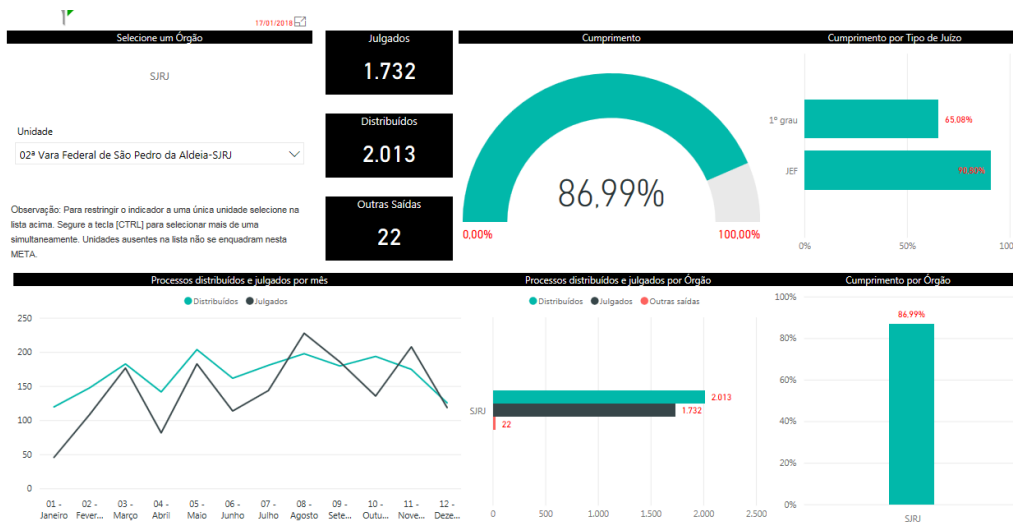 17/01/2018
Selecione um Órgão
SJRJ
Unidade
02ª Vara Federal de São Pedro da Aldeia-SJRJ
Observação: Para restringir o indicador a uma única unidade selecione na
lista acima. Segure a tecla [CTRL] para selecionar mais de uma
simultaneamente. Unidades ausentes na lista não se enquadram nesta
META.
Julgados
1.732
Distribuídos
2.013
Outras Saídas
22
Cumprimento
86,99%
0,00%
100,00%
Cumprimento por Tipo de Juízo
1º grau
65.08%
JEF
0%
50%
100
Processos distribuídos e julgados por mês
Distribuídos Julgados
250
200
150
100
50
0
01 - Janeiro
02 - Fever...
03 - Março
04 - Abril
05 - Maio
06 - Junho
07 - Julho
08 - Agosto
09 - Sete...
10 - Outu...
11 - Nove...
12 - Deze...
Processos distribuídos e julgados por Órgão
Distribuídos Julgados Outras saídas
SJRJ
2.013
1.732
22
0
500
1.000
1.500
2.000
2.500
Cumprimento por Órgão
100%
80%
60%
40%
20%
0%
86.99%
SJRJ